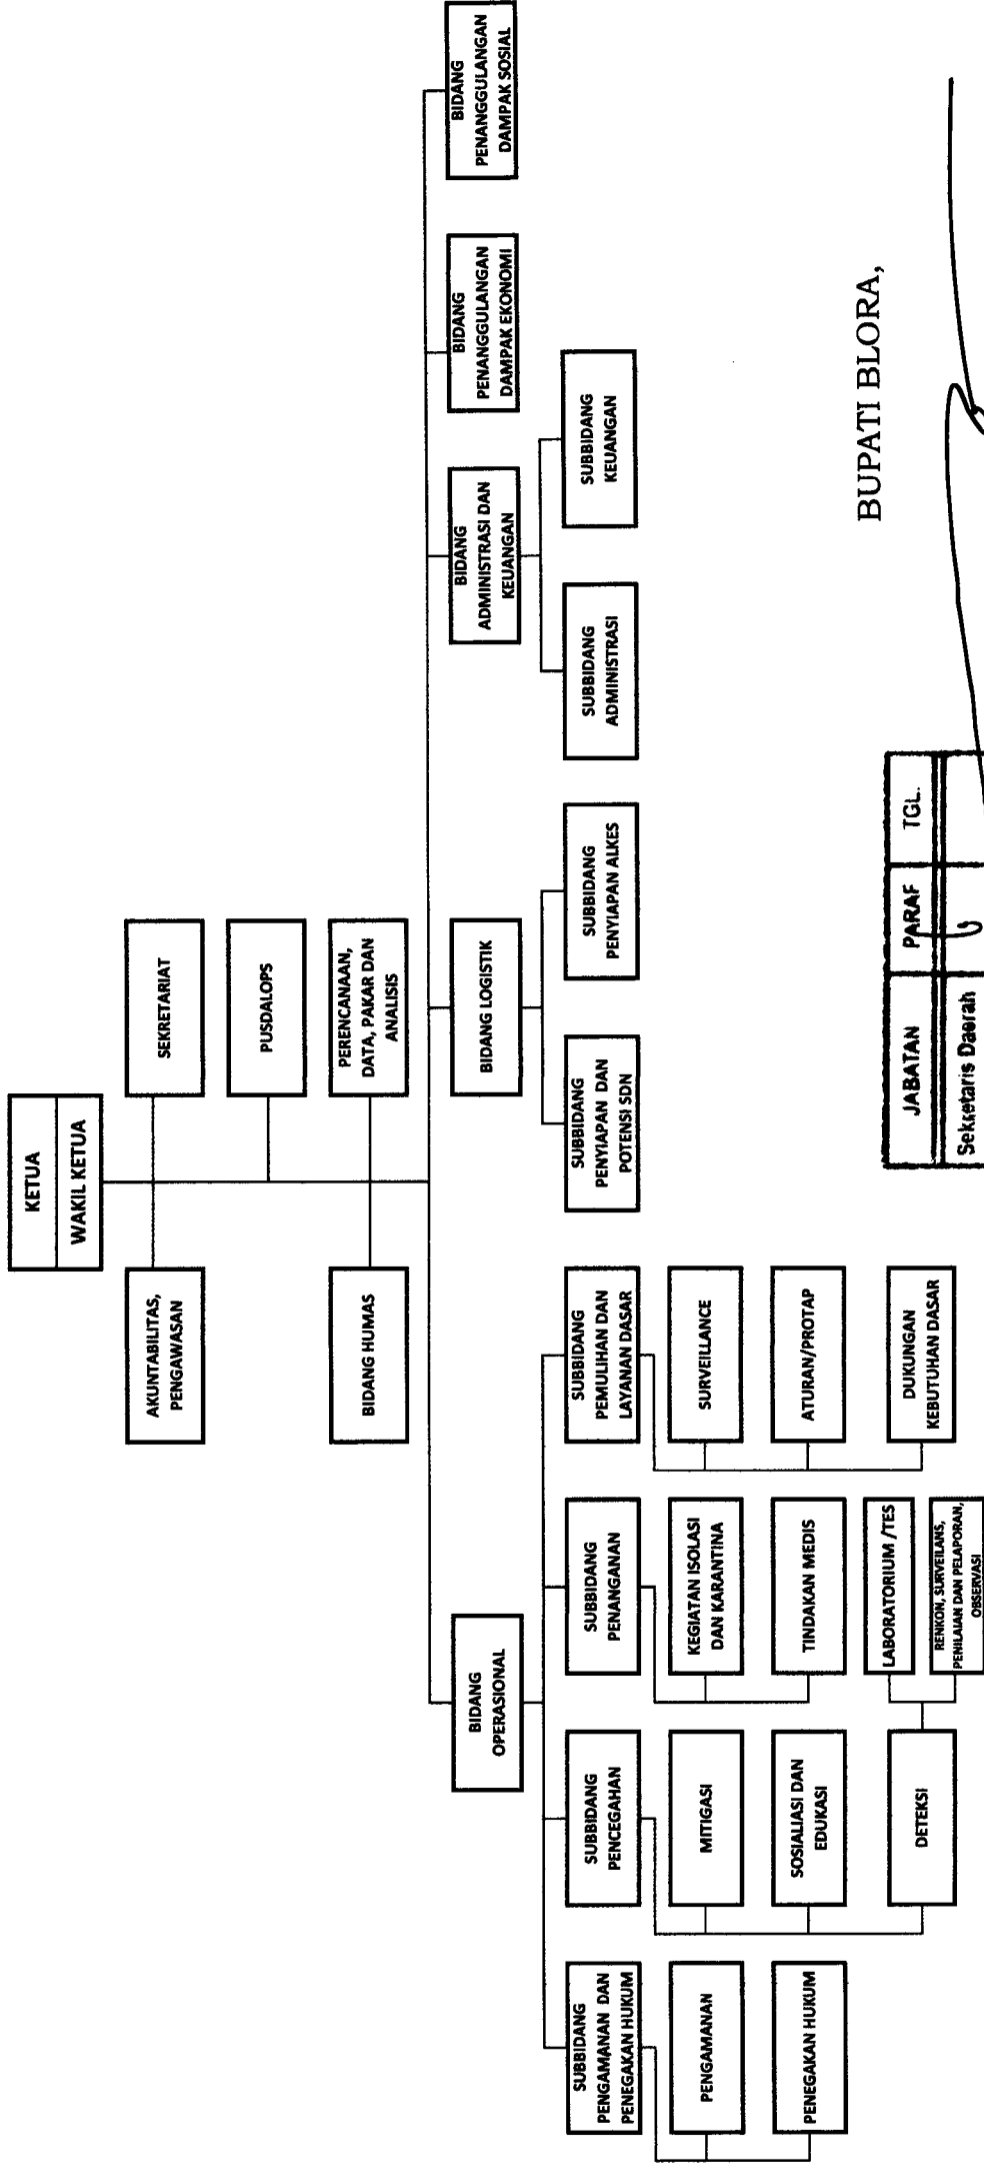 KETUA
WAKIL KETUA
AKUNTABILITAS,
PENGAWASAN
SEKRETARIAT
PUSDALOPS
BIDANG HUMAS
PERENCANAAN,
DATA, PAKAR DAN
ANALISIS
BIDANG
OPERASIONAL
BIDANG LOGISTIK
BIDANG
ADMINISTRASI DAN
KEUANGAN
BIDANG
PENANGGULANGAN
DAMPAK EKONOMI
BIDANG
PENANGGULANGAN
DAMPAK SOSIAL
SUBBIDANG
PENGAMANAN DAN
PENEGAKAN HUKUM
SUBBIDANG
PENCEGAHAN
SUBBIDANG
PENANGANAN
SUBBIDANG
PEMULIHAN DAN
LAYANAN DASAR
SUBBIDANG
PENYIAPAN DAN
POTENSI SDN
SUBBIDANG
PENYIAPAN ALKES
SUBBIDANG
ADMINISTRASI
SUBBIDANG
KEUANGAN
PENGAMANAN
MITIGASI
KEGIATAN ISOLASI
DAN KARANTINA
SURVEILLANCE
PENEGAKAN HUKUM
SOSIALIASI DAN
EDUKASI
TINDAKAN MEDIS
ATURAN/PROTAP
DETEKSI
LABORATORIUM /TES
RENKON, SURVEILANS,
PENILAIAN DAN PELAPORAN,
OBSERVASI
DUKUNGAN
KEBUTUHAN DASAR
BUPATI BLORA,
JABATAN PARAF TGL.
Sekretaris Daerah